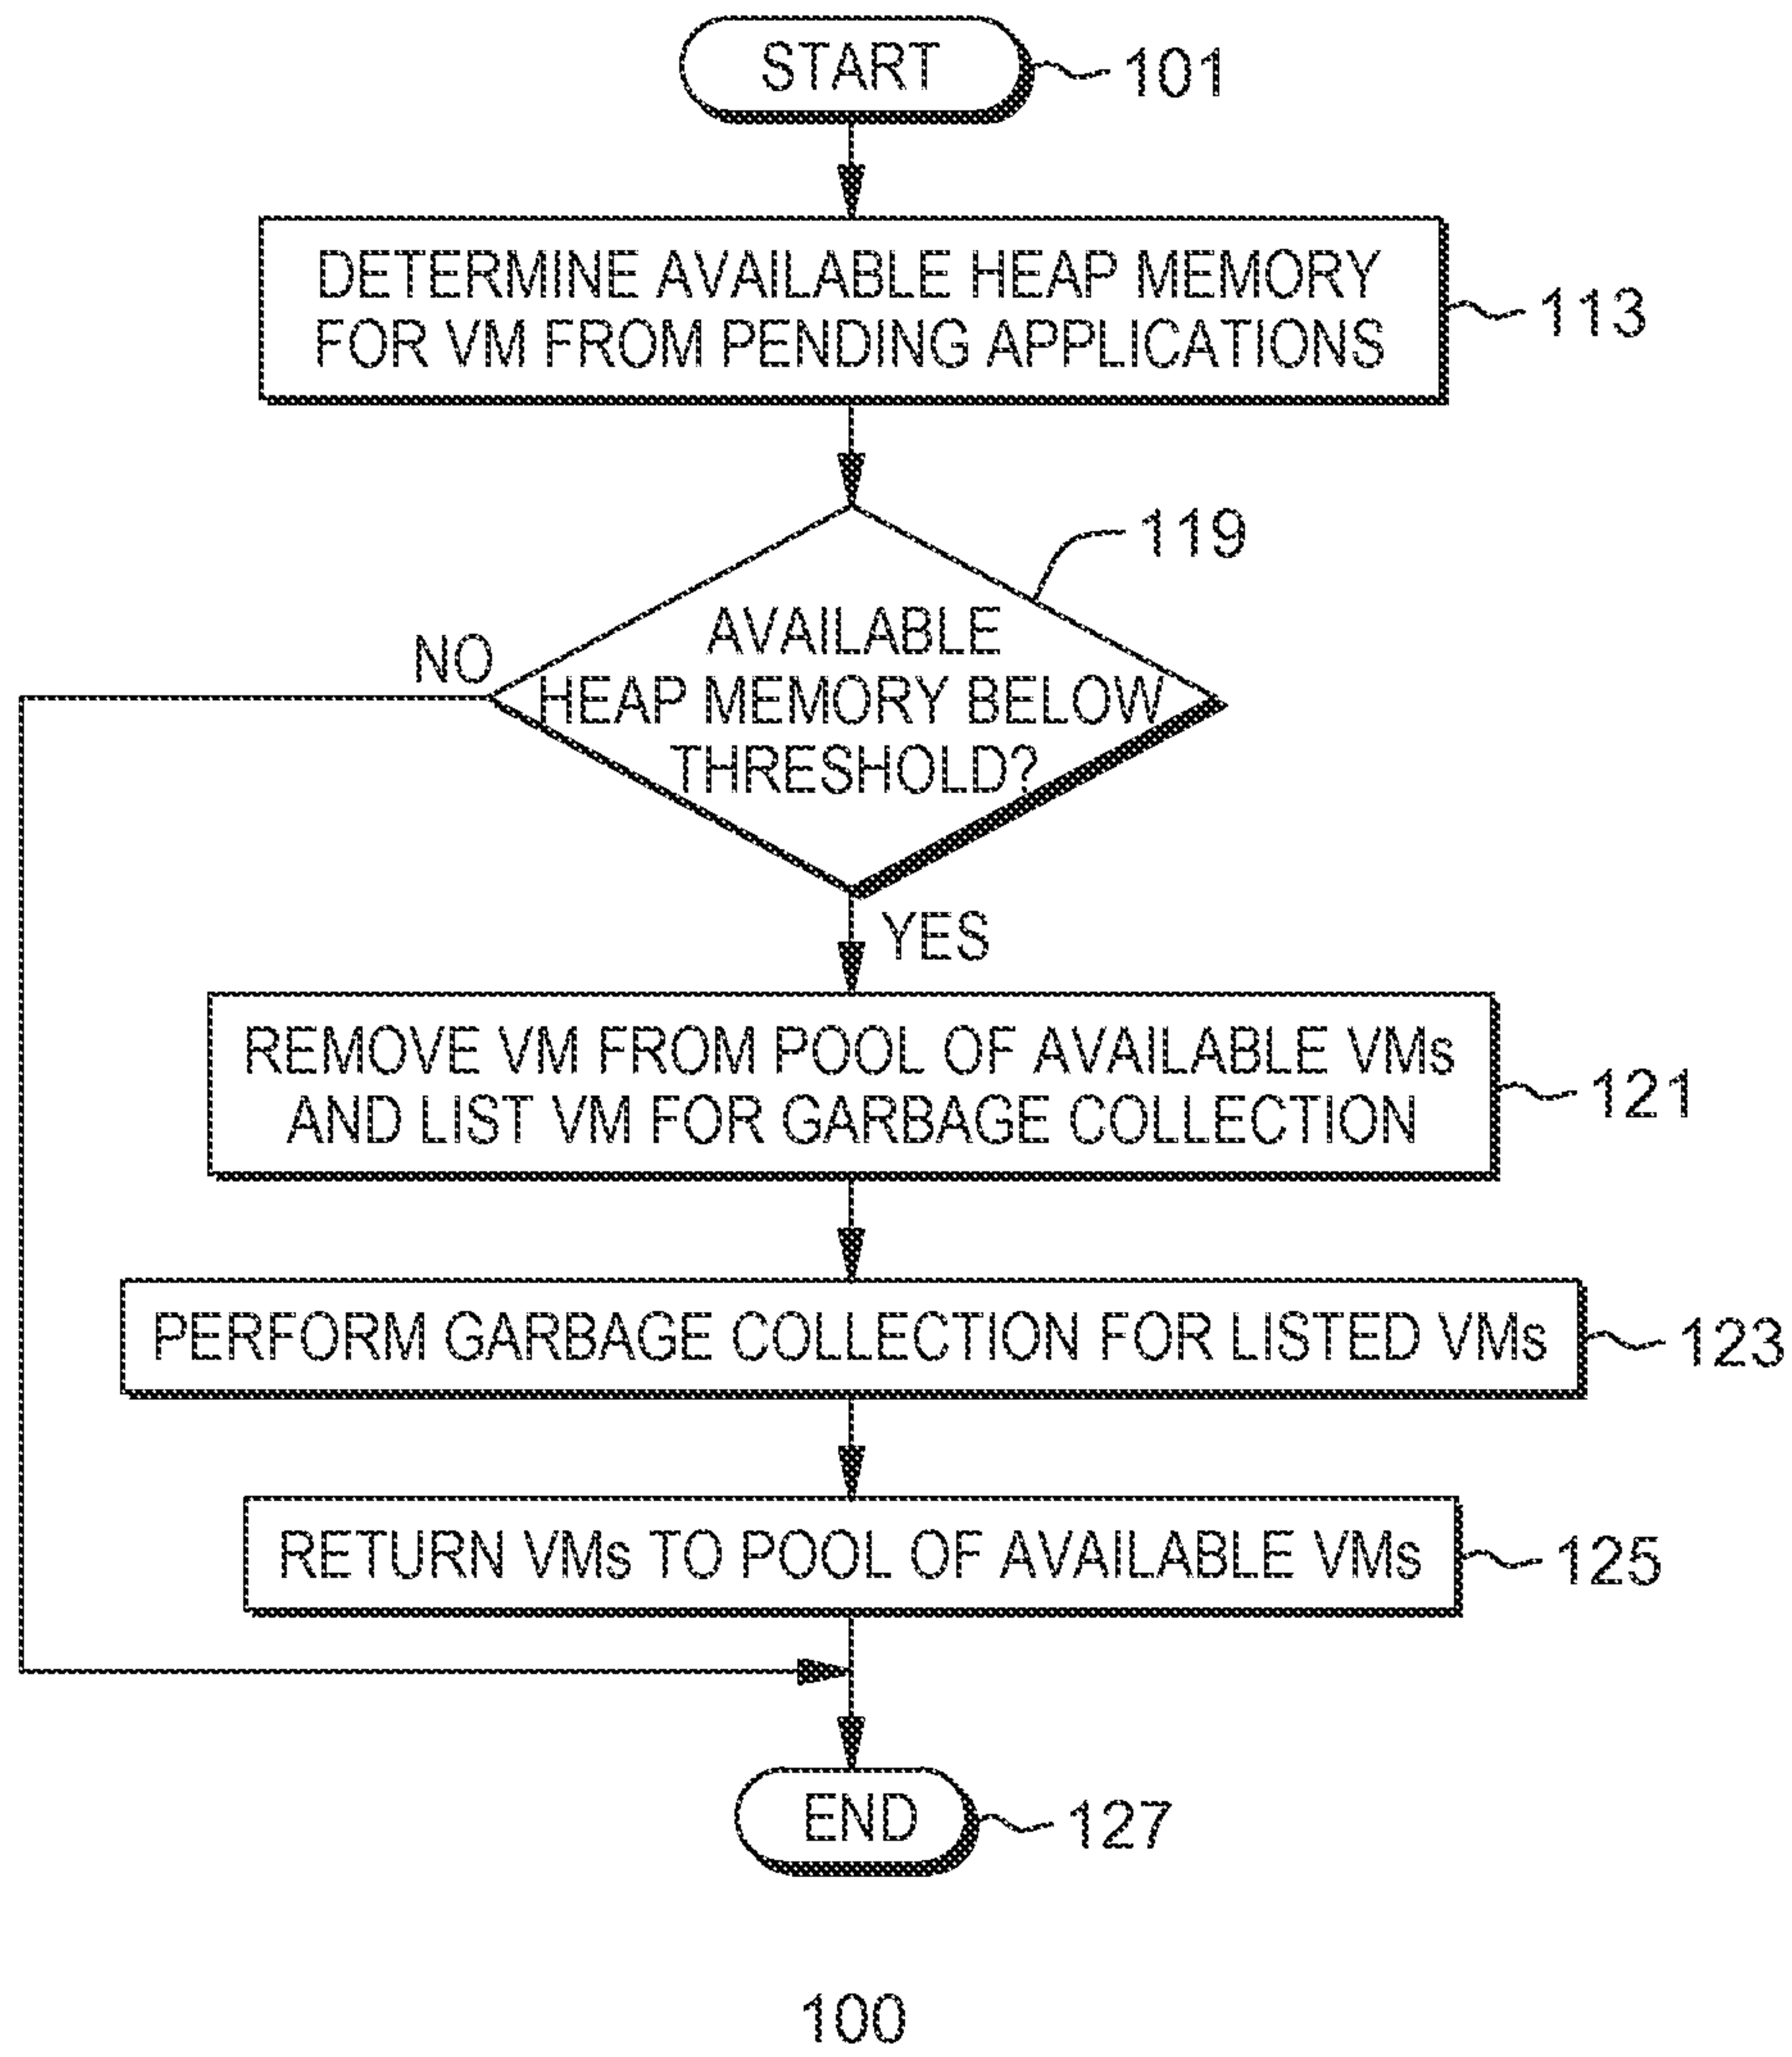 START
101
DETERMINE AVAILABLE HEAP MEMORY
FOR VM FROM PENDING APPLICATIONS
113
119
AVAILABLE
HEAP MEMORY BELOW
THRESHOLD?
NO
YES
REMOVE VM FROM POOL OF AVAILABLE VMs
AND LIST VM FOR GARBAGE COLLECTION
121
PERFORM GARBAGE COLLECTION FOR LISTED VMs
123
RETURN VMs TO POOL OF AVAILABLE VMs
125
END
127
100